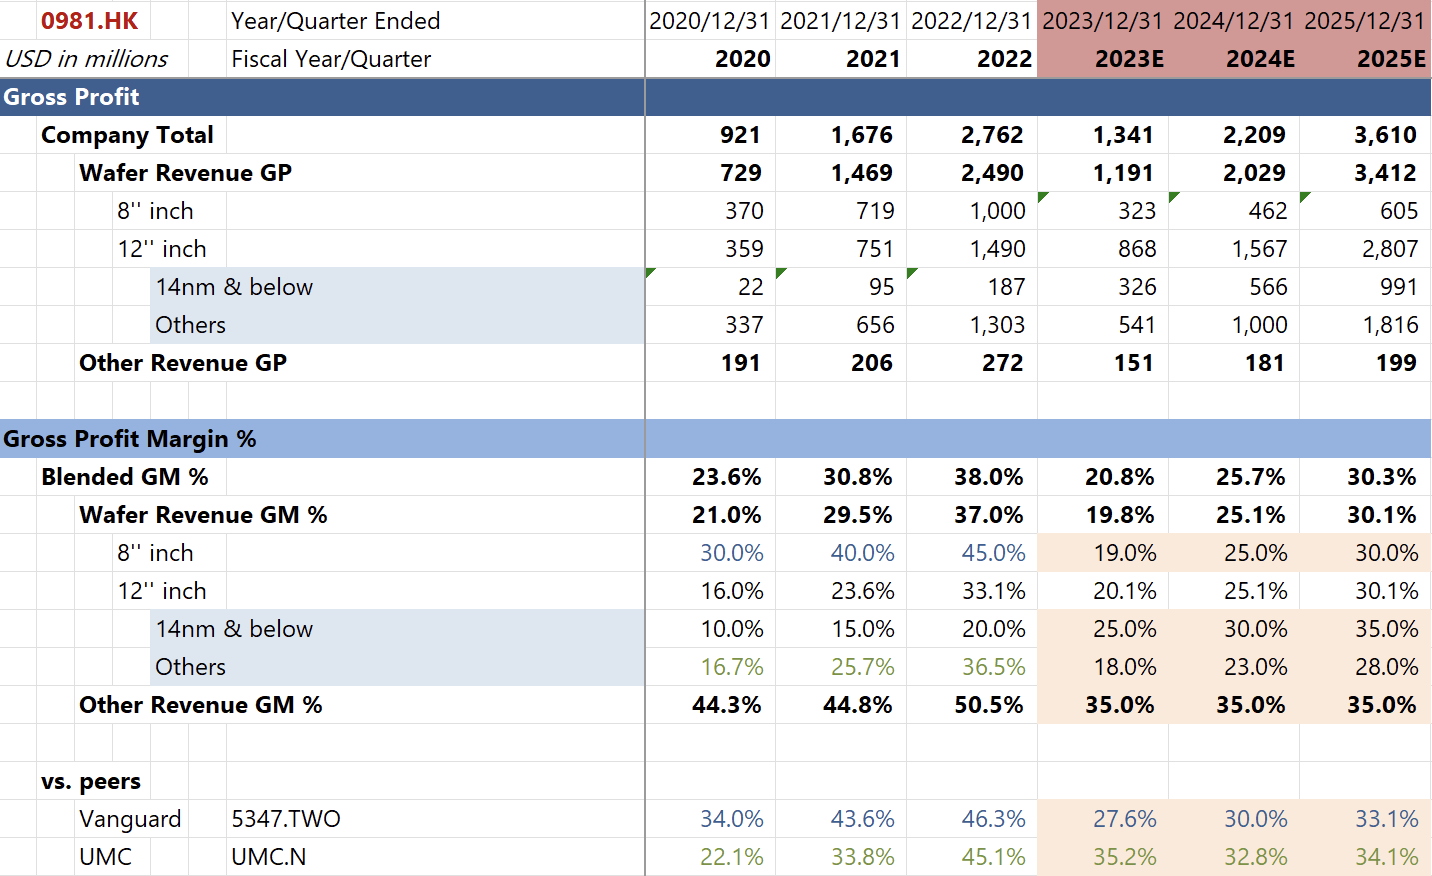 0981.HK Year/Quarter Ended 2020/12/31 2021/12/31 2022/12/31 2023/12/31 2024/12/31 2025/12/31
USD in millions Fiscal Year/Quarter 2020 2021 2022 2023E 2024E 2025E
Gross Profit
Company Total 921 1,676 2,762 1,341 2,209 3,610
Wafer Revenue GP 729 1,469 2,490 1,191 2,029 3,412
8'' inch 370 719 1,000 323 462 605
12'' inch 359 751 1,490 868 1,567 2,807
14nm & below 22 95 187 326 566 991
Others 337 656 1,303 541 1,000 1,816
Other Revenue GP 191 206 272 151 181 199
Gross Profit Margin %
Blended GM % 23.6% 30.8% 38.0% 20.8% 25.7% 30.3%
Wafer Revenue GM % 21.0% 29.5% 37.0% 19.8% 25.1% 30.1%
8'' inch 30.0% 40.0% 45.0% 19.0% 25.0% 30.0%
12'' inch 16.0% 23.6% 33.1% 20.1% 25.1% 30.1%
14nm & below 10.0% 15.0% 20.0% 25.0% 30.0% 35.0%
Others 16.7% 25.7% 36.5% 18.0% 23.0% 28.0%
Other Revenue GM % 44.3% 44.8% 50.5% 35.0% 35.0% 35.0%
vs. peers
Vanguard 5347.TWO 34.0% 43.6% 46.3% 27.6% 30.0% 33.1%
UMC UMC.N 22.1% 33.8% 45.1% 35.2% 32.8% 34.1%